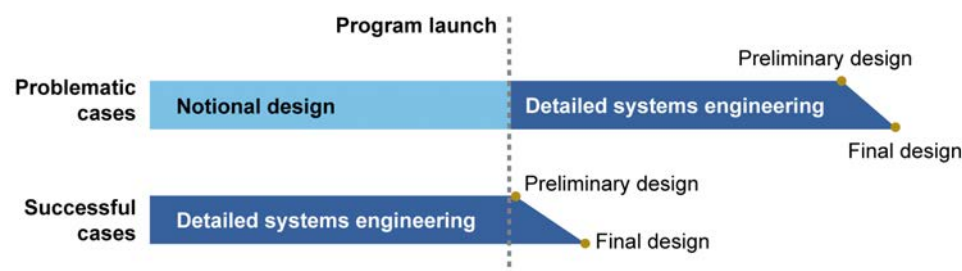 Program launch
Preliminary design
Problematic
cases
Notional design
Detailed systems engineering
Final design
Preliminary design
Successful
cases
Detailed systems engineering
Final design